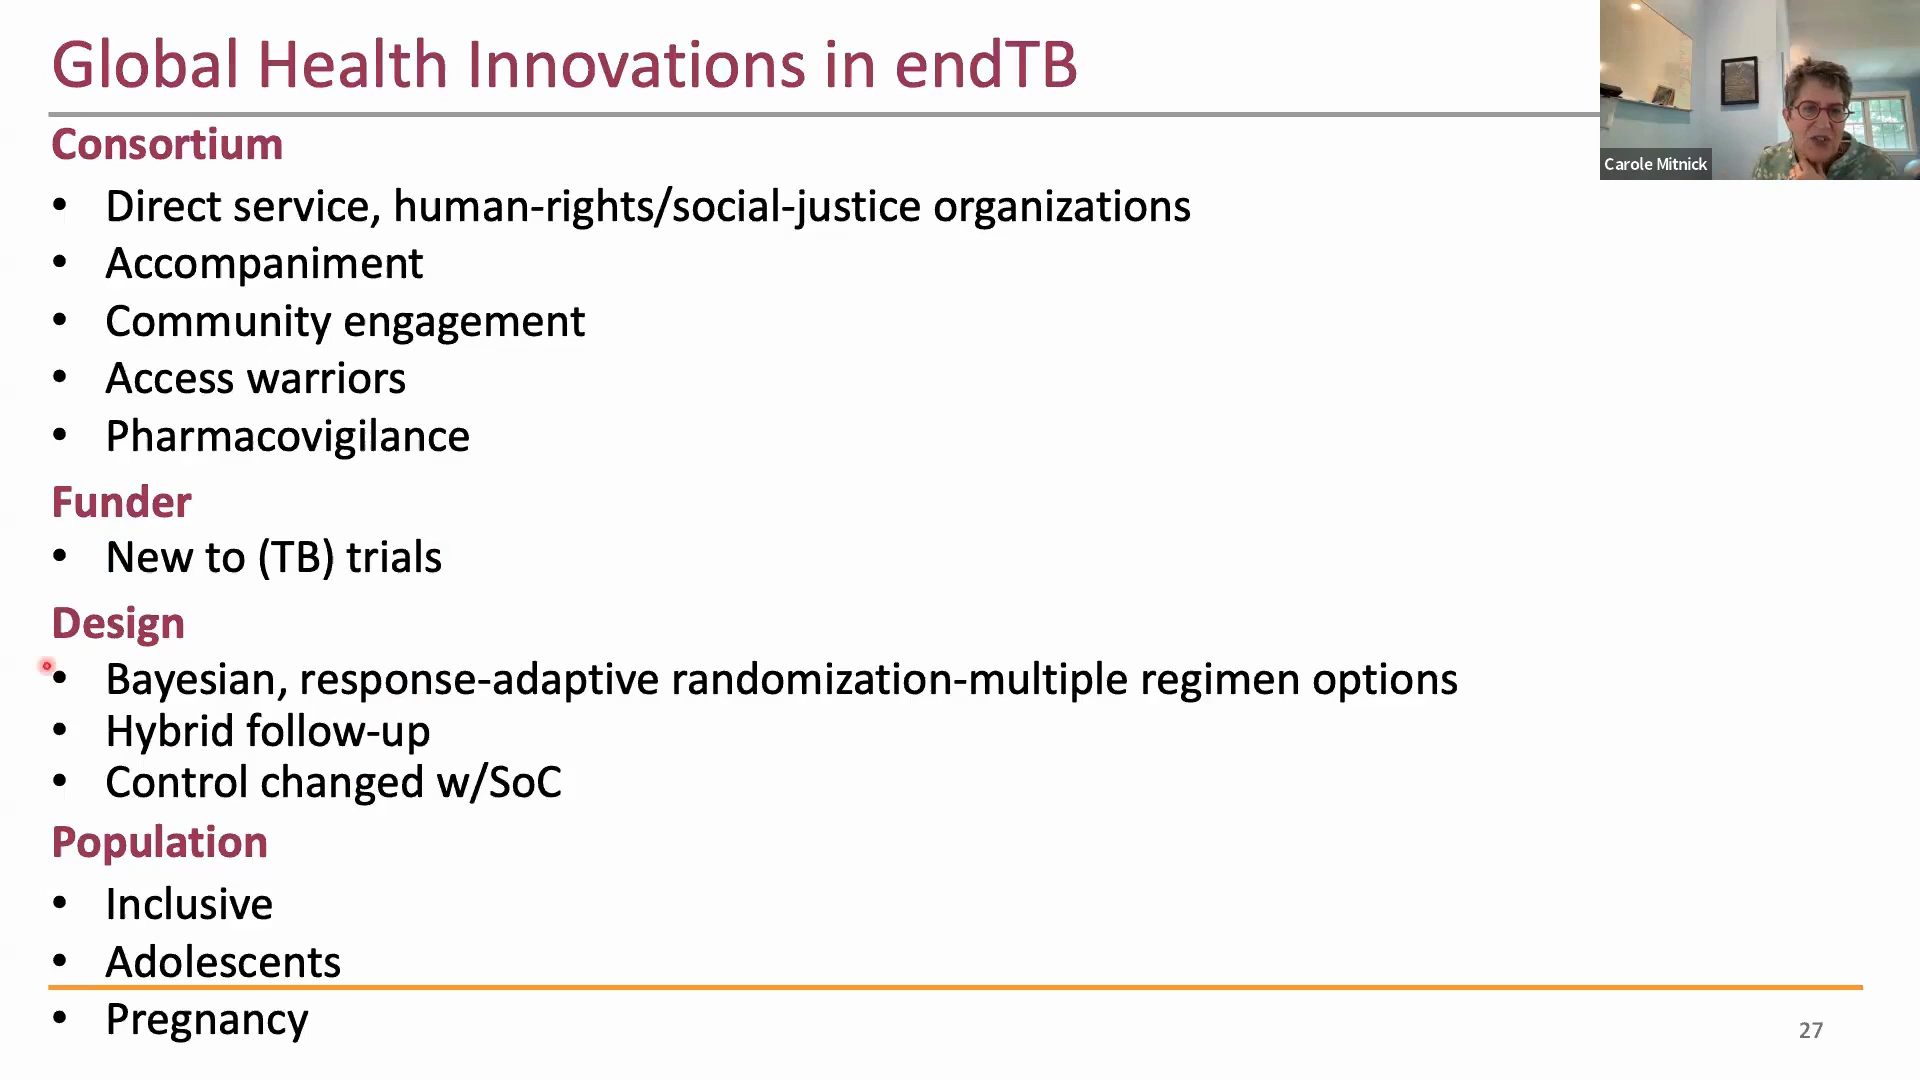 Global Health Innovations in endTB
Carole Mitnick
Consortium
• Direct service, human-rights/social-justice organizations
• Accompaniment
• Community engagement
• Access warriors
• Pharmacovigilance
Funder
• New to (TB) trials
Design
• Bayesian, response-adaptive randomization-multiple regimen options
• Hybrid follow-up
• Control changed w/SoC
Population
• Inclusive
• Adolescents
• Pregnancy
27